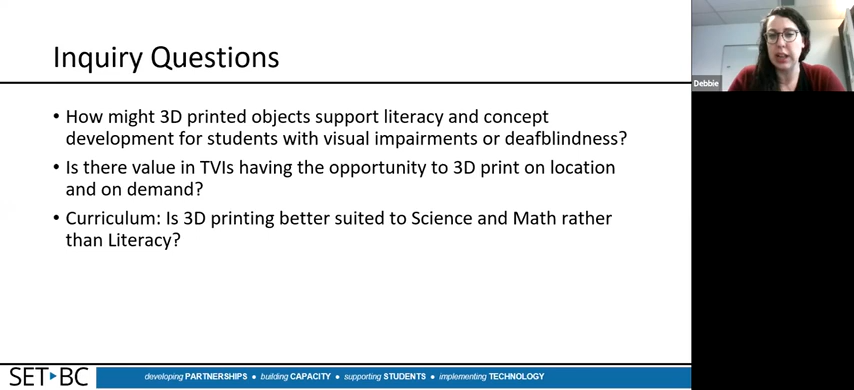 Inquiry Questions
• How might 3D printed objects support literacy and concept
development for students with visual impairments or deafblindness?
• Is there value in TVIs having the opportunity to 3D print on location
and on demand?
• Curriculum: Is 3D printing better suited to Science and Math rather
than Literacy?
Debbie
SET BC
developing PARTNERSHIPS • building CAPACITY • supporting STUDENTS • implementing TECHNOLOGY